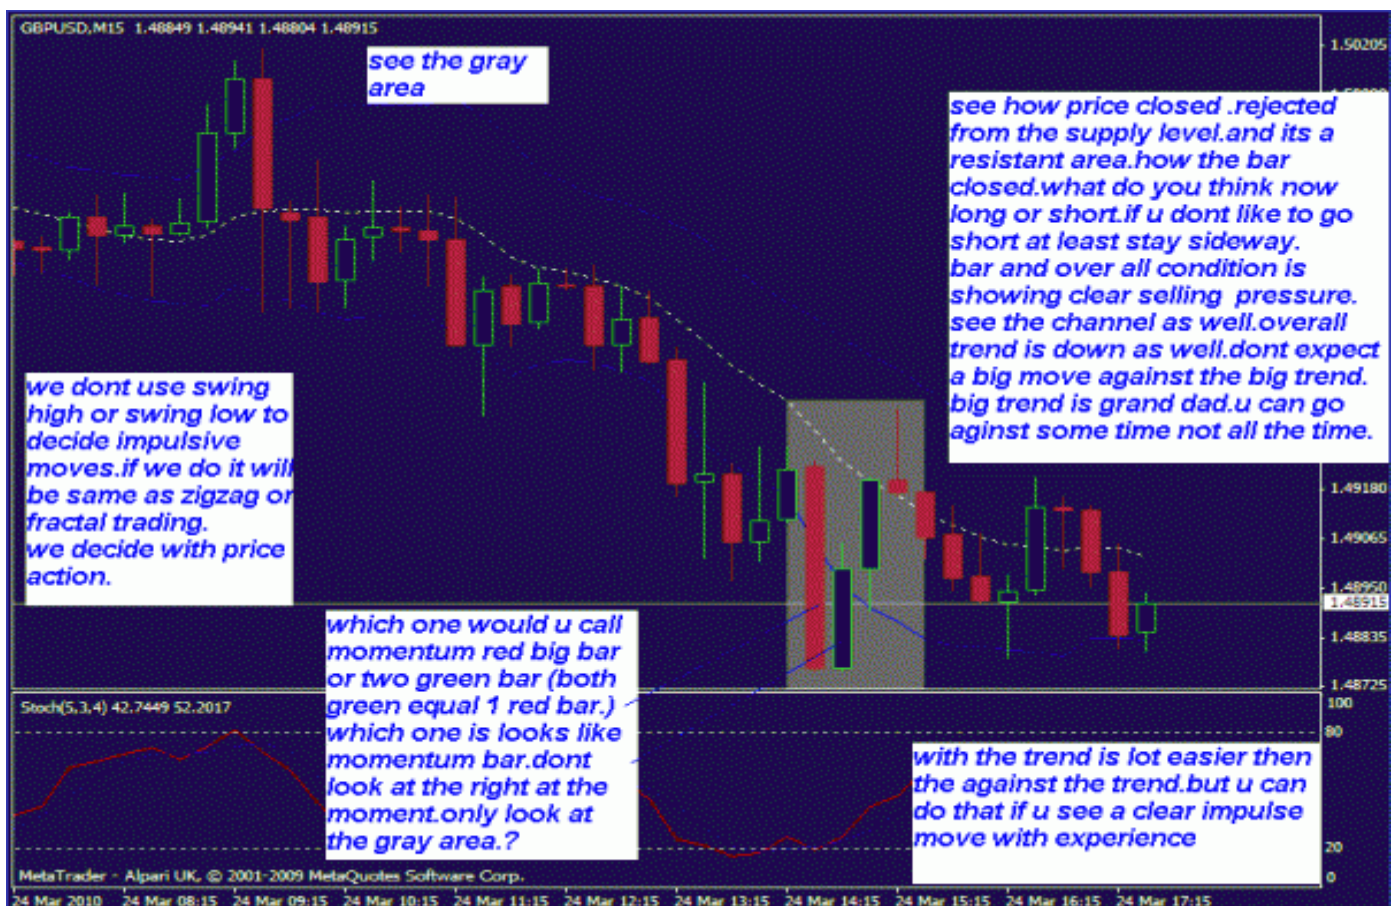 GBPUSD,M15 1.48849 1.48941 1.48804 1.48915
see the gray
area
1.50205
see how price closed .rejected
from the supply level.and its a
resistant area.how the bar
closed.what do you think now
long or short.if u dont like to go
short at least stay sideway.
bar and over all condition is
showing clear selling pressure.
see the channel as well.overall
trend is down as well.dont expect
a big move against the big trend.
big trend is grand dad.u can go
aginst some time not all the time.
we dont use swing
high or swing low to
decide impulsive
moves.if we do it will
be same as zigzag or
fractal trading.
we decide with price
action.
1.49180
1.49065
1.48950
1.48915
1.48835
1.48725
which one would u call
momentum red big bar
or two green bar (both
green equal 1 red bar.)
which one is looks like
momentum bar.dont
look at the right at the
moment.only look at
the gray area.?
Stoch(5,3,4) 42.7449 52.2017
100
80
with the trend is lot easier then
the against the trend.but u can
do that if u see a clear impulse
move with experience
20
0
MetaTrader - Alpari UK, © 2001-2009 MetaQuotes Software Corp.
24 Mar 2010 24 Mar 08:15 24 Mar 09:15 24 Mar 10:15 24 Mar 11:15 24 Mar 12:15 24 Mar 13:15 24 Mar 14:15 24 Mar 15:15 24 Mar 16:15 24 Mar 17:15